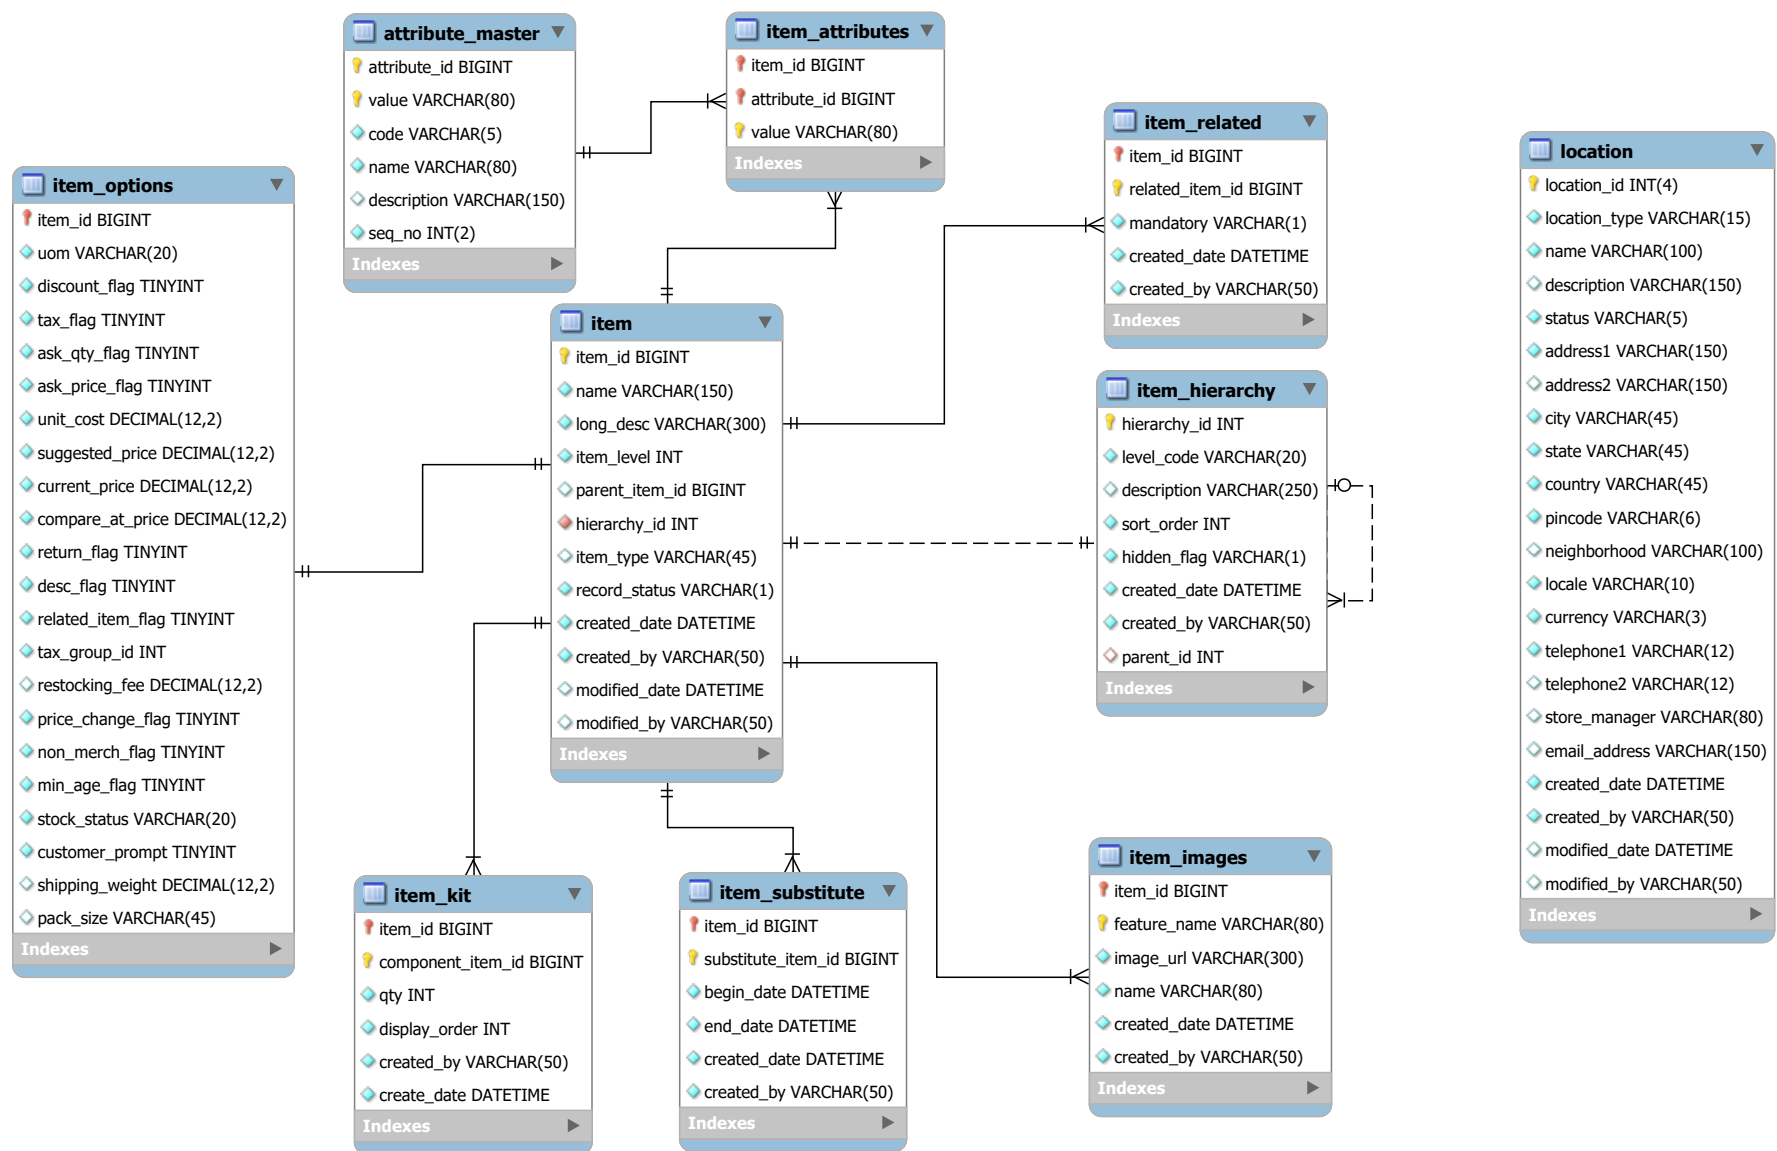 attribute_master
attribute_id BIGINT
value VARCHAR(80)
code VARCHAR(5)
name VARCHAR(80)
description VARCHAR(150)
seq_no INT(2)
Indexes
item_attributes
item_id BIGINT
attribute_id BIGINT
value VARCHAR(80)
Indexes
item_related
item_id BIGINT
related_item_id BIGINT
mandatory VARCHAR(1)
created_date DATETIME
created_by VARCHAR(50)
Indexes
location
location_id INT(4)
location_type VARCHAR(15)
name VARCHAR(100)
description VARCHAR(150)
status VARCHAR(5)
address1 VARCHAR(150)
address2 VARCHAR(150)
city VARCHAR(45)
state VARCHAR(45)
country VARCHAR(45)
pincode VARCHAR(6)
neighborhood VARCHAR(100)
locale VARCHAR(10)
currency VARCHAR(3)
telephone1 VARCHAR(12)
telephone2 VARCHAR(12)
store_manager VARCHAR(80)
email_address VARCHAR(150)
created_date DATETIME
created_by VARCHAR(50)
modified_date DATETIME
modified_by VARCHAR(50)
Indexes
item_options
item_id BIGINT
uom VARCHAR(20)
discount_flag TINYINT
tax_flag TINYINT
ask_qty_flag TINYINT
ask_price_flag TINYINT
unit_cost DECIMAL(12,2)
suggested_price DECIMAL(12,2)
current_price DECIMAL(12,2)
compare_at_price DECIMAL(12,2)
return_flag TINYINT
desc_flag TINYINT
related_item_flag TINYINT
tax_group_id INT
restocking_fee DECIMAL(12,2)
price_change_flag TINYINT
non_merch_flag TINYINT
min_age_flag TINYINT
stock_status VARCHAR(20)
customer_prompt TINYINT
shipping_weight DECIMAL(12,2)
pack_size VARCHAR(45)
Indexes
item
item_id BIGINT
name VARCHAR(150)
long_desc VARCHAR(300)
item_level INT
parent_item_id BIGINT
hierarchy_id INT
item_type VARCHAR(45)
record_status VARCHAR(1)
created_date DATETIME
created_by VARCHAR(50)
modified_date DATETIME
modified_by VARCHAR(50)
Indexes
item_hierarchy
hierarchy_id INT
level_code VARCHAR(20)
description VARCHAR(250)
sort_order INT
hidden_flag VARCHAR(1)
created_date DATETIME
created_by VARCHAR(50)
parent_id INT
Indexes
item_kit
item_id BIGINT
component_item_id BIGINT
qty INT
display_order INT
created_by VARCHAR(50)
create_date DATETIME
Indexes
item_substitute
item_id BIGINT
substitute_item_id BIGINT
begin_date DATETIME
end_date DATETIME
created_date DATETIME
created_by VARCHAR(50)
Indexes
item_images
item_id BIGINT
feature_name VARCHAR(80)
image_url VARCHAR(300)
name VARCHAR(80)
created_date DATETIME
created_by VARCHAR(50)
Indexes